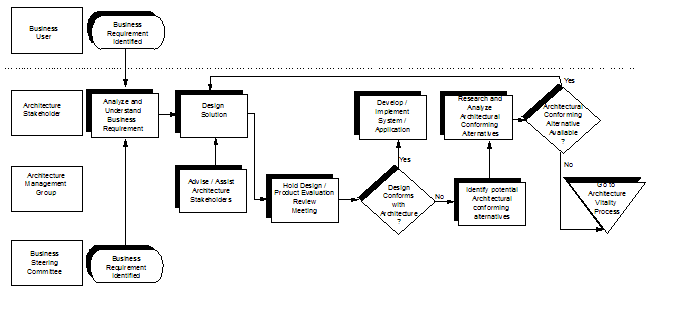 Business
User
Business
Requirement
Identified
Architecture
Stakeholder
Analyze and
Understand
Business
Requirement
Design
Solution
Develop /
Implement
System /
Application
Research and
Analyze
Architectural
Conforming
Alternatives
Architectural
Conforming
Alternative
Available
?
Yes
No
Architecture
Management
Group
Advise / Assist
Architecture
Stakeholders
Hold Design /
Product Evaluation
Review
Meeting
Yes
Design
Conforms
with
Architecture
?
No
Identify potential
Architectural
conforming
alternatives
Go to
Architecture
Vitality
Process
Business
Steering
Committee
Business
Requirement
Identified